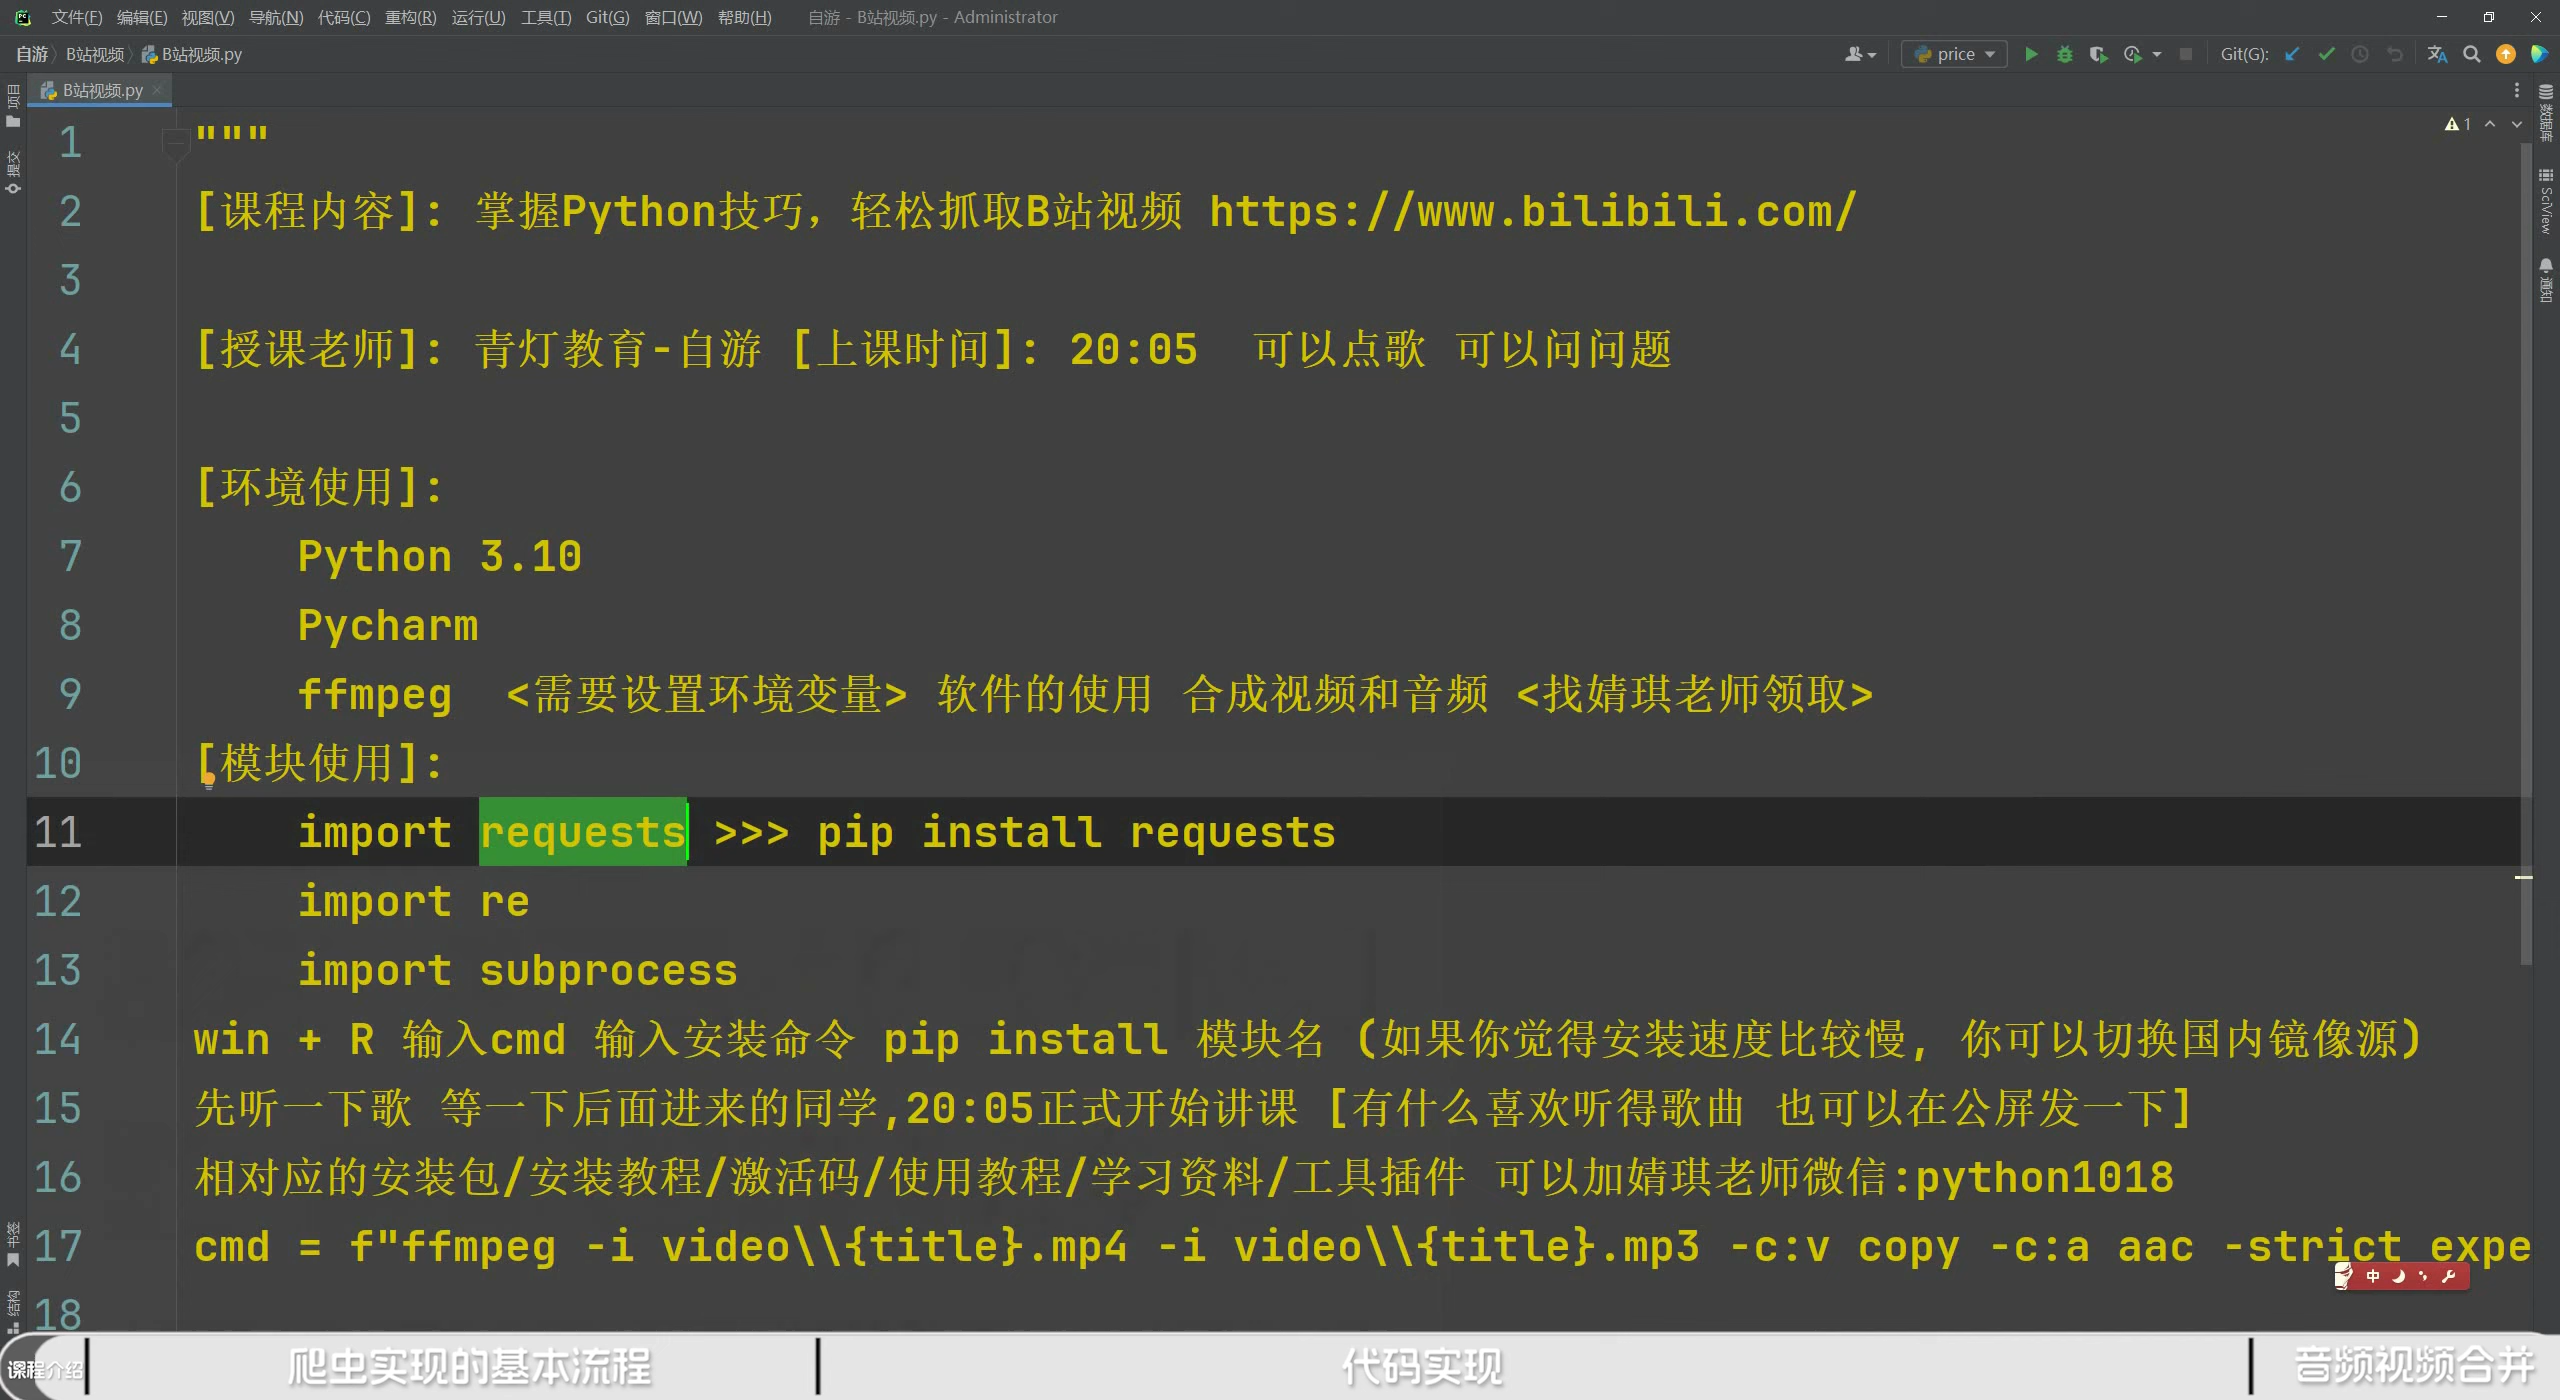 文件(F) 编辑(E) 视图(V) 导航(N) 代码(C) 重构(R) 运行(U) 工具(T) Git(G) 窗口(W) 帮助(H) 自游 - B站视频.py - Administrator
自游 B站视频 B站视频.py price Git(G):
B站视频.py
项目
提交
数据库
SciView
通知
1
1 """
2 [课程内容]: 掌握Python技巧，轻松抓取B站视频 https://www.bilibili.com/
3
4 [授课老师]: 青灯教育-自游 [上课时间]: 20:05 可以点歌 可以问问题
5
6 [环境使用]:
7 Python 3.10
8 Pycharm
9 ffmpeg <需要设置环境变量> 软件的使用 合成视频和音频 <找婧琪老师领取>
10 [模块使用]:
11 import requests >>> pip install requests
12 import re
13 import subprocess
14 win + R 输入cmd 输入安装命令 pip install 模块名 (如果你觉得安装速度比较慢, 你可以切换国内镜像源)
15 先听一下歌 等一下后面进来的同学,20:05正式开始讲课 [有什么喜欢听得歌曲 也可以在公屏发一下]
16 相对应的安装包/安装教程/激活码/使用教程/学习资料/工具插件 可以加婧琪老师微信:python1018
17 cmd = f"ffmpeg -i video\\{title}.mp4 -i video\\{title}.mp3 -c:v copy -c:a aac -strict expe
18
书签
结构
中
课程介绍 爬虫实现的基本流程 代码实现 音频视频合并